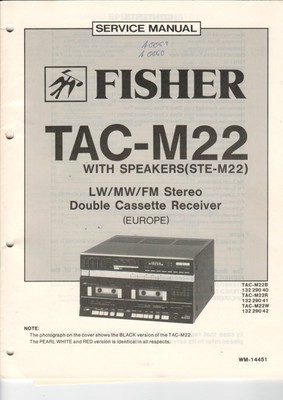 SERVICE MANUAL
FISHER
TAC-M22
WITH SPEAKERS(STE-M22)
LW/MW/FM Stereo
Double Cassette Receiver
(EUROPE)
TAC-M22B
132 290 40
TAC-M22R
132 290 41
TAC-M22W
132 290 42
NOTE:
The photograph on the cover shows the BLACK version of the TAC-M22.
The PEARL WHITE and RED version is identical in all respects.
WM-14451